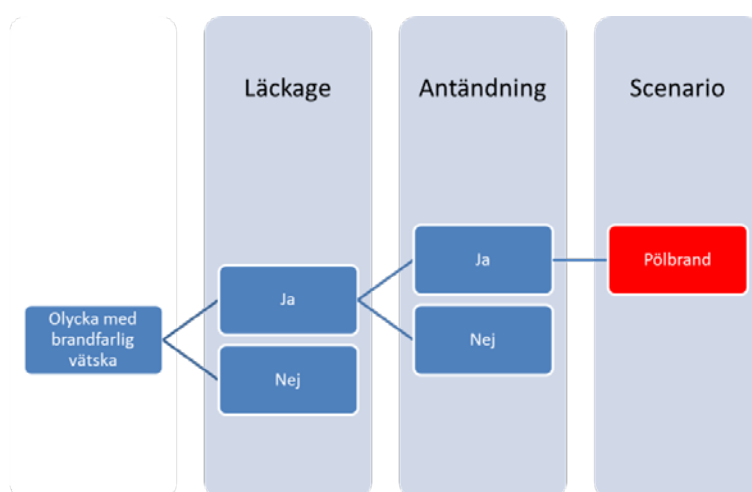 Läckage
Antändning
Scenario
Ja
Pölbrand
Ja
Olycka med
brandfarlig
vätska
Nej
Nej